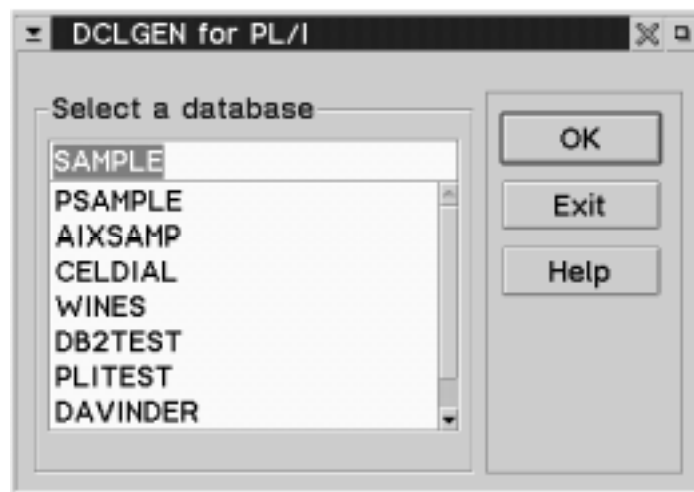 DCLGEN for PL/I
Select a database
SAMPLE
PSAMPLE
AIXSAMP
CELDIAL
WINES
DB2TEST
PLITEST
DAVINDER
OK
Exit
Help